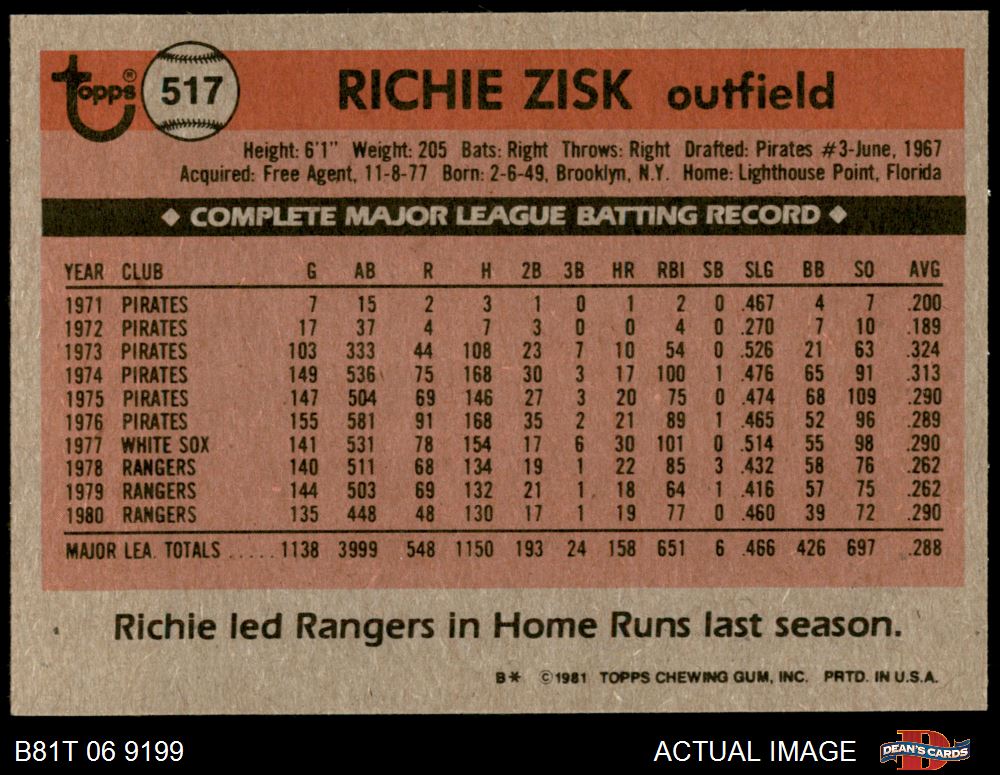 topps® 517 RICHIE ZISK outfield
Height: 6'1" Weight: 205 Bats: Right Throws: Right Drafted: Pirates #3-June, 1967
Acquired: Free Agent, 11-8-77 Born: 2-6-49, Brooklyn, N.Y. Home: Lighthouse Point, Florida
◆ COMPLETE MAJOR LEAGUE BATTING RECORD ◆
YEAR CLUB G AB R H 2B 3B HR RBI SB SLG BB SO AVG
1971 PIRATES 7 15 2 3 1 0 1 2 0 .467 4 7 .200
1972 PIRATES 17 37 4 7 3 0 0 4 0 .270 7 10 .189
1973 PIRATES 103 333 44 108 23 7 10 54 0 .526 21 63 .324
1974 PIRATES 149 536 75 168 30 3 17 100 1 .476 65 91 .313
1975 PIRATES 147 504 69 146 27 3 20 75 0 .474 68 109 .290
1976 PIRATES 155 581 91 168 35 2 21 89 1 .465 52 96 .289
1977 WHITE SOX 141 531 78 154 17 6 30 101 0 .514 55 98 .290
1978 RANGERS 140 511 68 134 19 1 22 85 3 .432 58 76 .262
1979 RANGERS 144 503 69 132 21 1 18 64 1 .416 57 75 .262
1980 RANGERS 135 448 48 130 17 1 19 77 0 .460 39 72 .290
MAJOR LEA. TOTALS ..... 1138 3999 548 1150 193 24 158 651 6 .466 426 697 .288
Richie led Rangers in Home Runs last season.
B* ©1981 TOPPS CHEWING GUM, INC. PRTD. IN U.S.A.
B81T 06 9199 ACTUAL IMAGE DEAN'S CARDS